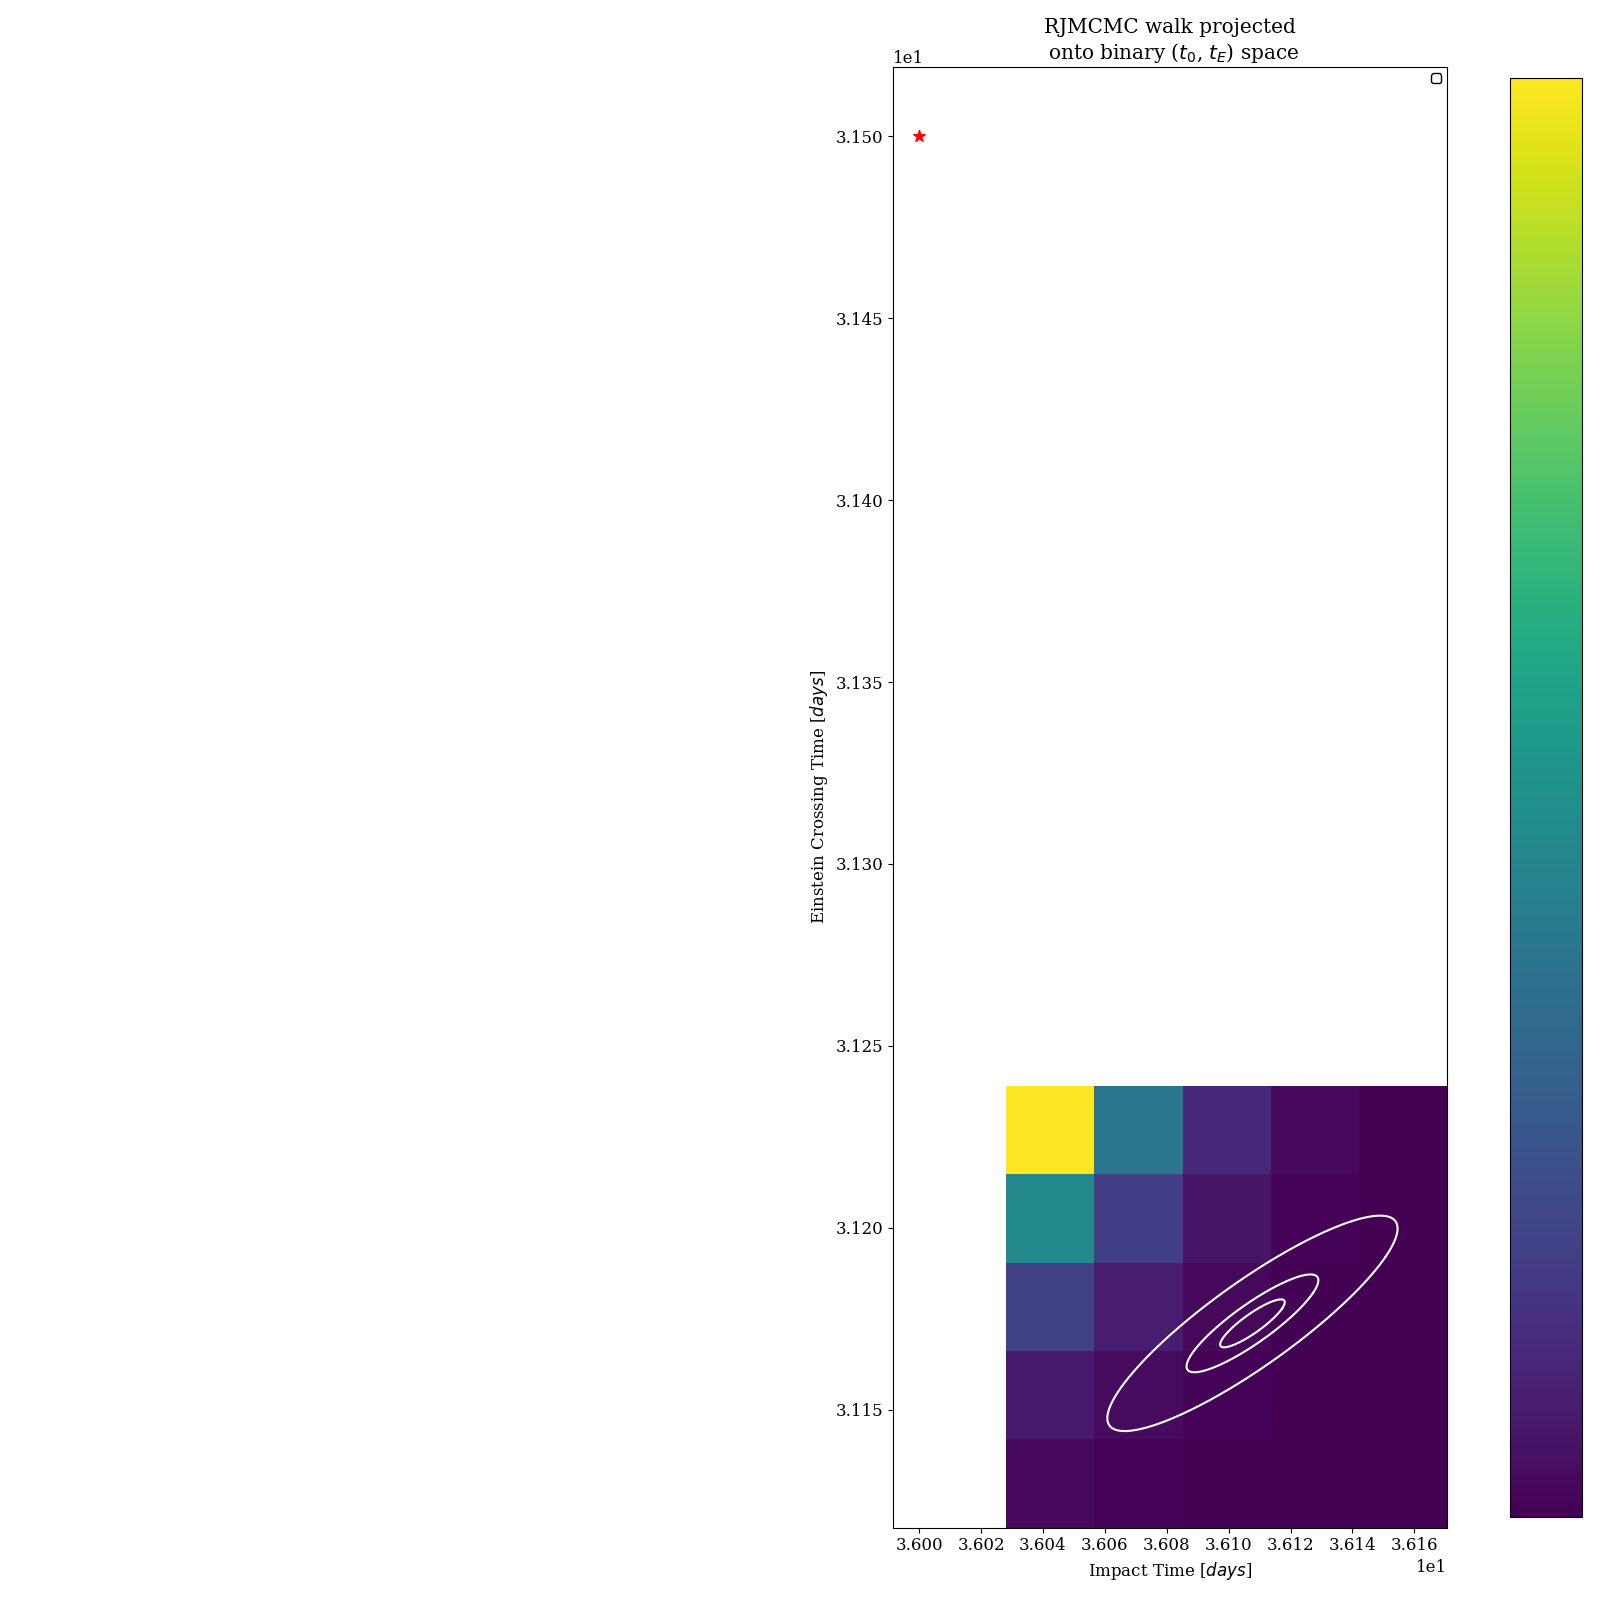 RJMCMC walk projected
onto binary (t₀, t_E) space
1e1
3.150
3.145
3.140
3.135
3.130
3.125
3.120
3.115
Einstein Crossing Time [days]
3.600 3.602 3.604 3.606 3.608 3.610 3.612 3.614 3.616
1e1
Impact Time [days]